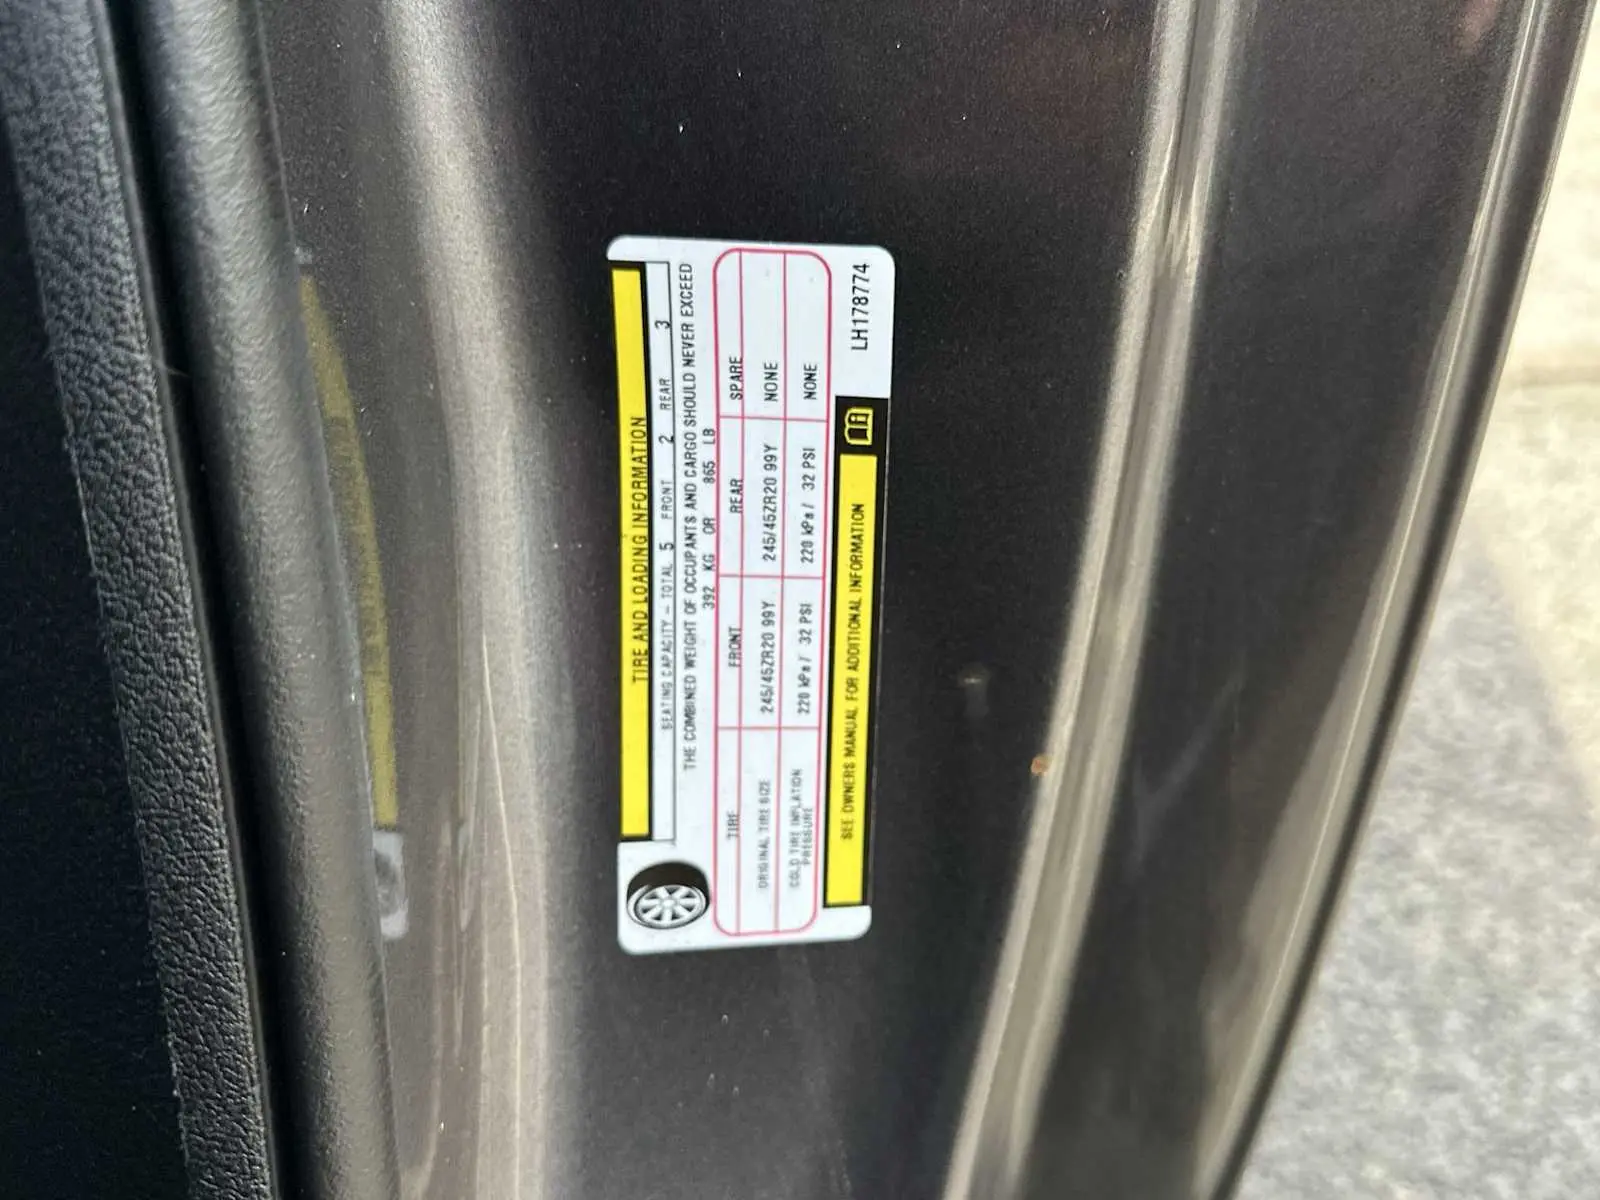 TIRE AND LOADING INFORMATION
SEATING CAPACITY – TOTAL 5 FRONT 2 REAR 3
THE COMBINED WEIGHT OF OCCUPANTS AND CARGO SHOULD NEVER EXCEED
392 KG OR 865 LB
TIRE FRONT REAR SPARE
ORIGINAL TIRE SIZE 245/45ZR20 99Y 245/45ZR20 99Y NONE
COLD TIRE INFLATION PRESSURE 220 kPa/ 32 PSI 220 kPa/ 32 PSI NONE
SEE OWNERS MANUAL FOR ADDITIONAL INFORMATION
LH178774